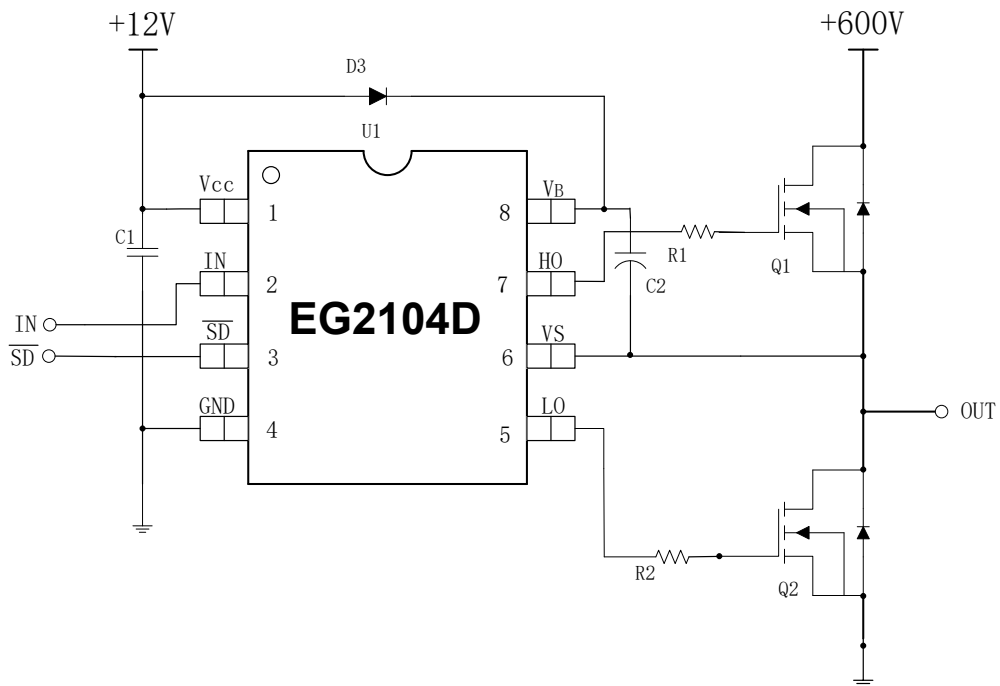 +12V
+600V
D3
U1
Vcc
1
8
VB
C1
IN
2
7
HO
R1
Q1
C2
EG2104D
IN
SD
SD
3
6
VS
GND
4
5
LO
OUT
R2
Q2